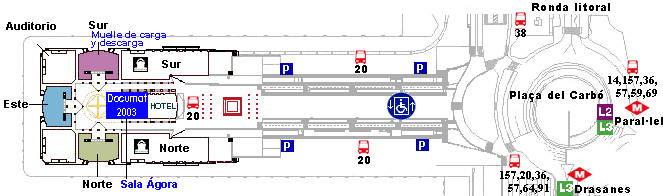 Ronda litoral
Auditorio
Sur
Muelle de carga
y descarga
38
Sur
P
P
20
14,157,36,
57,59,69
Plaça del Carbó
Este
Documat
2003
HOTEL
20
L2
L3
M
Paral·lel
Norte
P
P
20
Norte
Sala Ágora
157,20,36,
57,64,91
L3
M
Drasanes